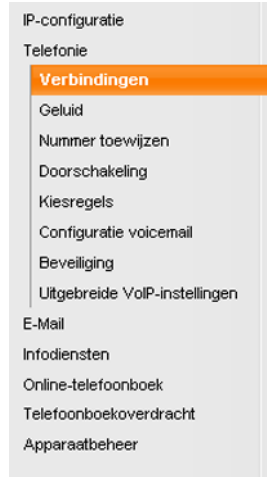 IP-configuratie
Telefonie
Verbindingen
Geluid
Nummer toewijzen
Doorschakeling
Kiesregels
Configuratie voicemail
Beveiliging
Uitgebreide VoIP-instellingen
E-Mail
Infodiensten
Online-telefoonboek
Telefoonboekoverdracht
Apparaatbeheer